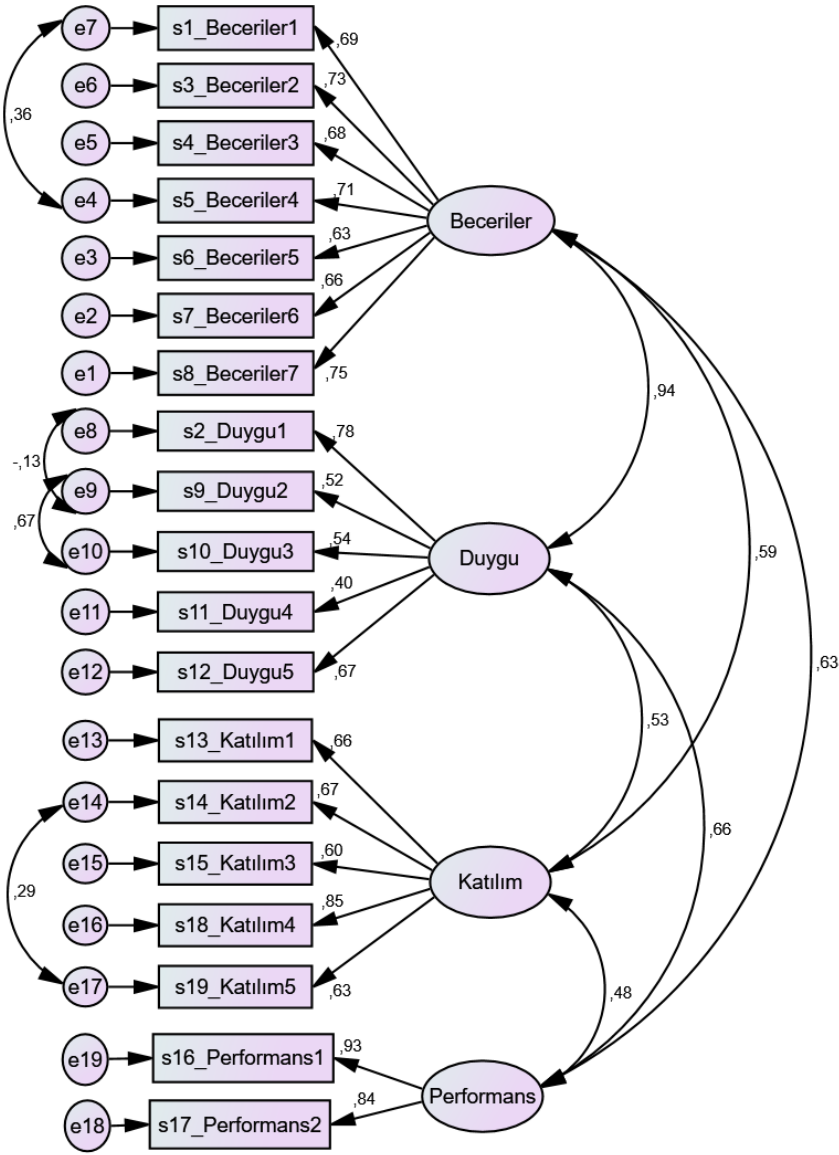 e7 s1_Beceriler1 ,69
e6 s3_Beceriler2 ,73
,36
e5 s4_Beceriler3 ,68
e4 s5_Beceriler4 ,71
Beceriler
e3 s6_Beceriler5 ,63
e2 s7_Beceriler6 ,66
e1 s8_Beceriler7 ,75
,94
e8 s2_Duygu1 ,78
-,13
e9 s9_Duygu2 ,52
,67
e10 s10_Duygu3 ,54
Duygu
,59
e11 s11_Duygu4 ,40
e12 s12_Duygu5 ,67
,63
,53
e13 s13_Katılım1 ,66
e14 s14_Katılım2 ,67
,66
e15 s15_Katılım3 ,60
,29
Katılım
e16 s18_Katılım4 ,85
e17 s19_Katılım5 ,63
,48
e19 s16_Performans1 ,93
Performans
e18 s17_Performans2 ,84